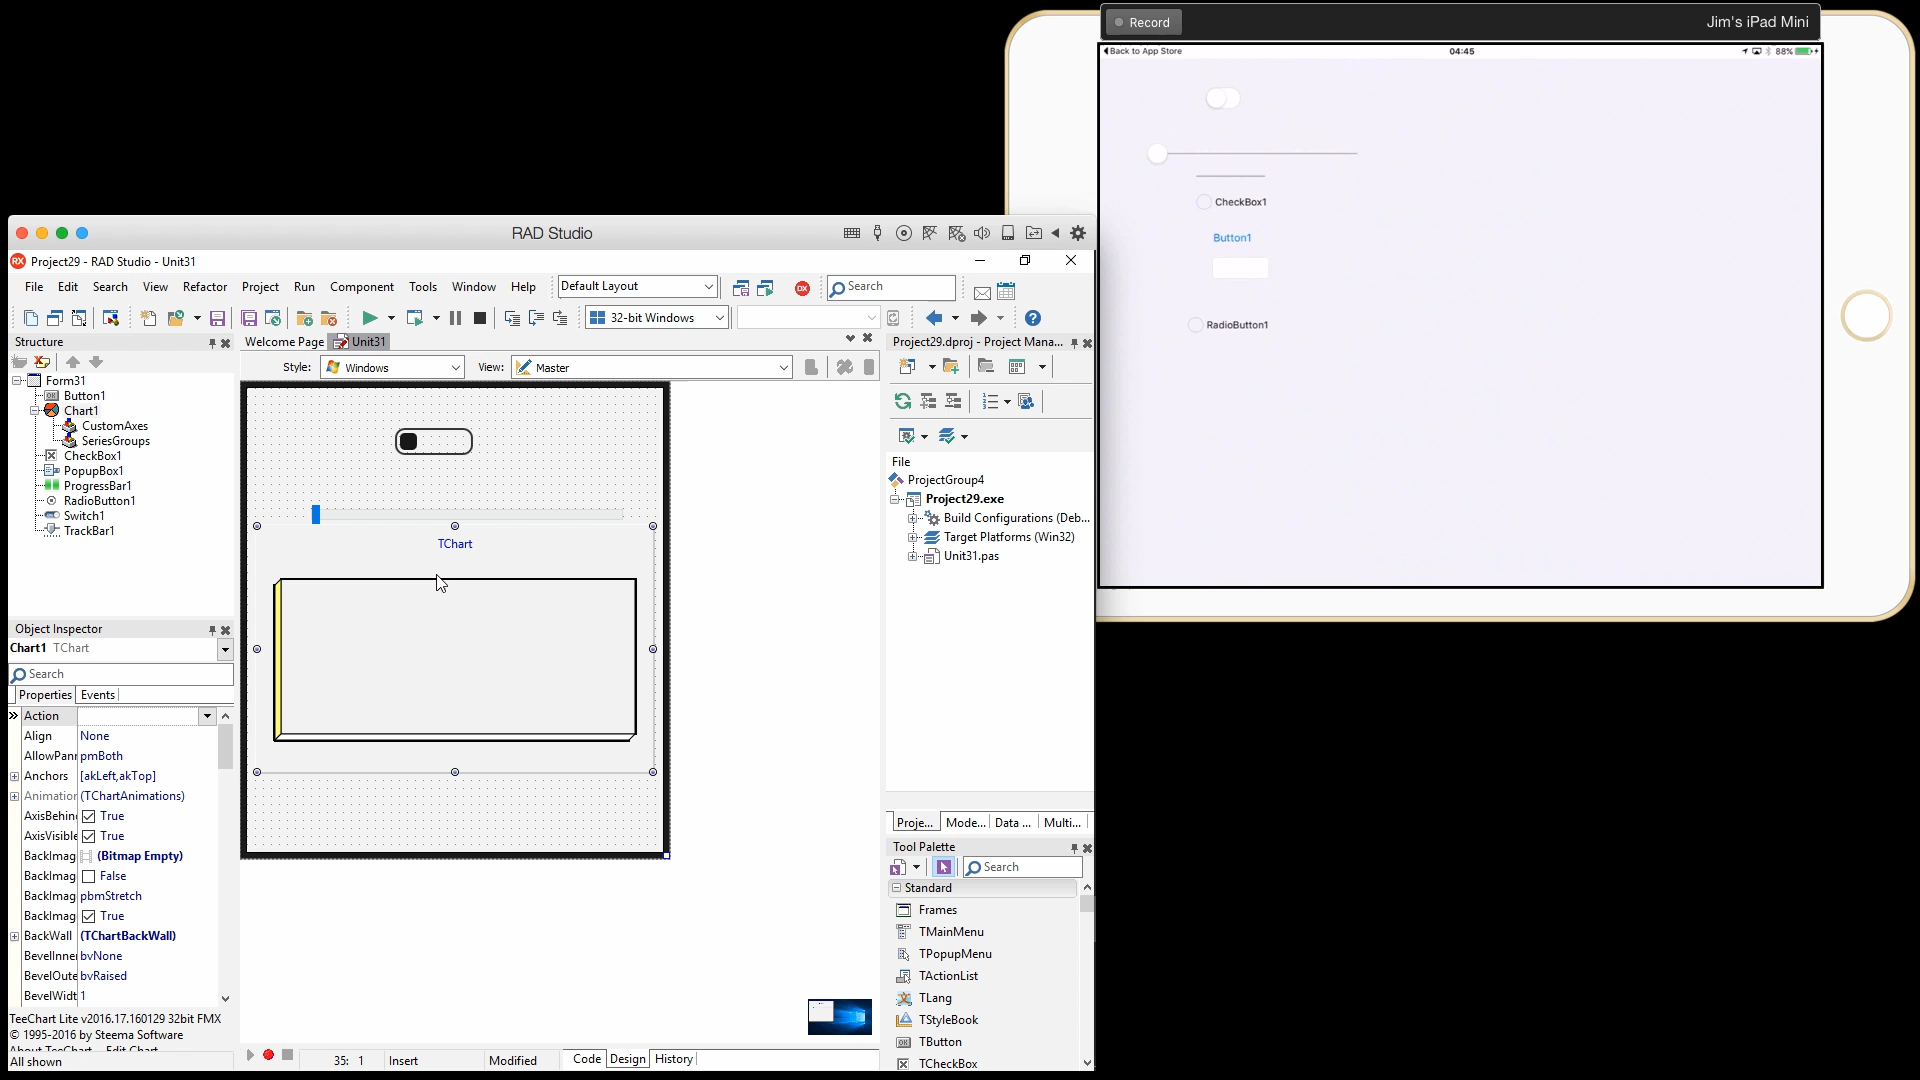 Record
Jim's iPad Mini
Back to App Store
04:45
88%
CheckBox1
Button1
RadioButton1
RAD Studio
Project29 - RAD Studio - Unit31
File Edit Search View Refactor Project Run Component Tools Window Help
Default Layout
Search
32-bit Windows
Structure
Welcome Page
Unit31
Project29.dproj - Project Mana...
Style: Windows
View: Master
Form31
Button1
Chart1
CustomAxes
SeriesGroups
CheckBox1
PopupBox1
ProgressBar1
RadioButton1
Switch1
TrackBar1
TChart
File
ProjectGroup4
Project29.exe
Build Configurations (Deb...
Target Platforms (Win32)
Unit31.pas
Object Inspector
Chart1 TChart
Search
Properties Events
Action
Align None
AllowPan pmBoth
Anchors [akLeft,akTop]
Animation (TChartAnimations)
AxisBehin True
AxisVisible True
BackImag (Bitmap Empty)
BackImag False
BackImag pbmStretch
BackImag True
BackWall (TChartBackWall)
BevelInne bvNone
BevelOute bvRaised
BevelWidt 1
TeeChart Lite v2016.17.160129 32bit FMX
© 1995-2016 by Steema Software
About TeeChart... Edit Chart...
All shown
Proje... Mode... Data ... Multi...
Tool Palette
Search
Standard
Frames
TMainMenu
TPopupMenu
TActionList
TLang
TStyleBook
TButton
TCheckBox
35: 1 Insert Modified Code Design History